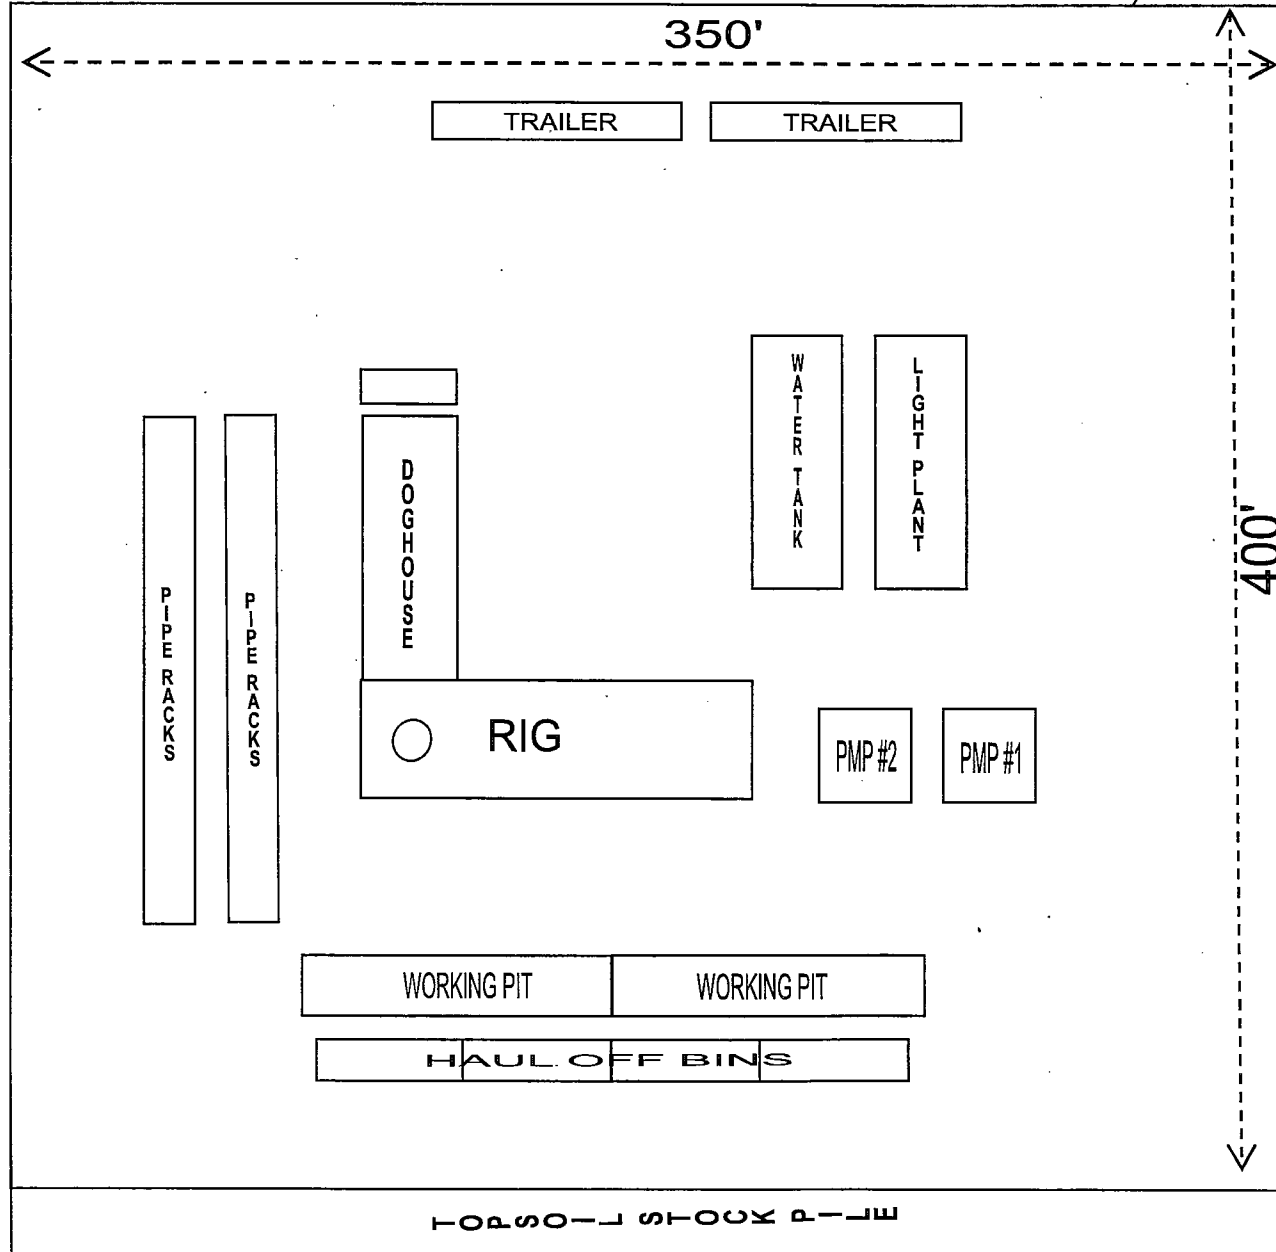 350'
TRAILER
TRAILER
WATER TANK
LIGHT PLANT
DOGHOUSE
400'
PIPE RACKS
PIPE RACKS
RIG
PMP #2
PMP #1
WORKING PIT
WORKING PIT
HAUL OFF BINS
TOPSOIL STOCK PILE